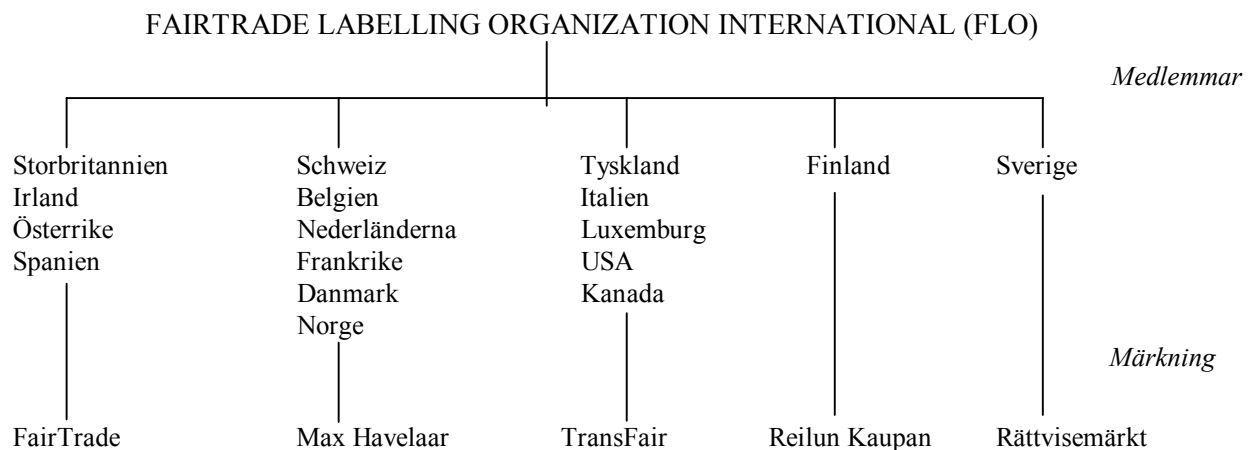 FAIRTRADE LABELLING ORGANIZATION INTERNATIONAL (FLO)
Medlemmar
Storbritannien Schweiz Tyskland Finland Sverige
Irland Belgien Italien
Österrike Nederländerna Luxemburg
Spanien Frankrike USA
Danmark Kanada
Norge
Märkning
FairTrade Max Havelaar TransFair Reilun Kaupan Rättvisemärkt